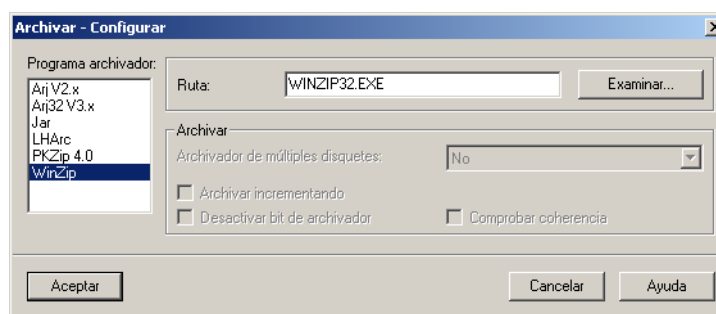 Archivar - Configurar
Programa archivador:
Arj V2.x
Arj32 V3.x
Jar
LHArc
PKZip 4.0
WinZip
Ruta:
WINZIP32.EXE
Examinar...
Archivar
Archivador de múltiples disquetes:
No
Archivar incrementando
Desactivar bit de archivador
Comprobar coherencia
Aceptar
Cancelar
Ayuda